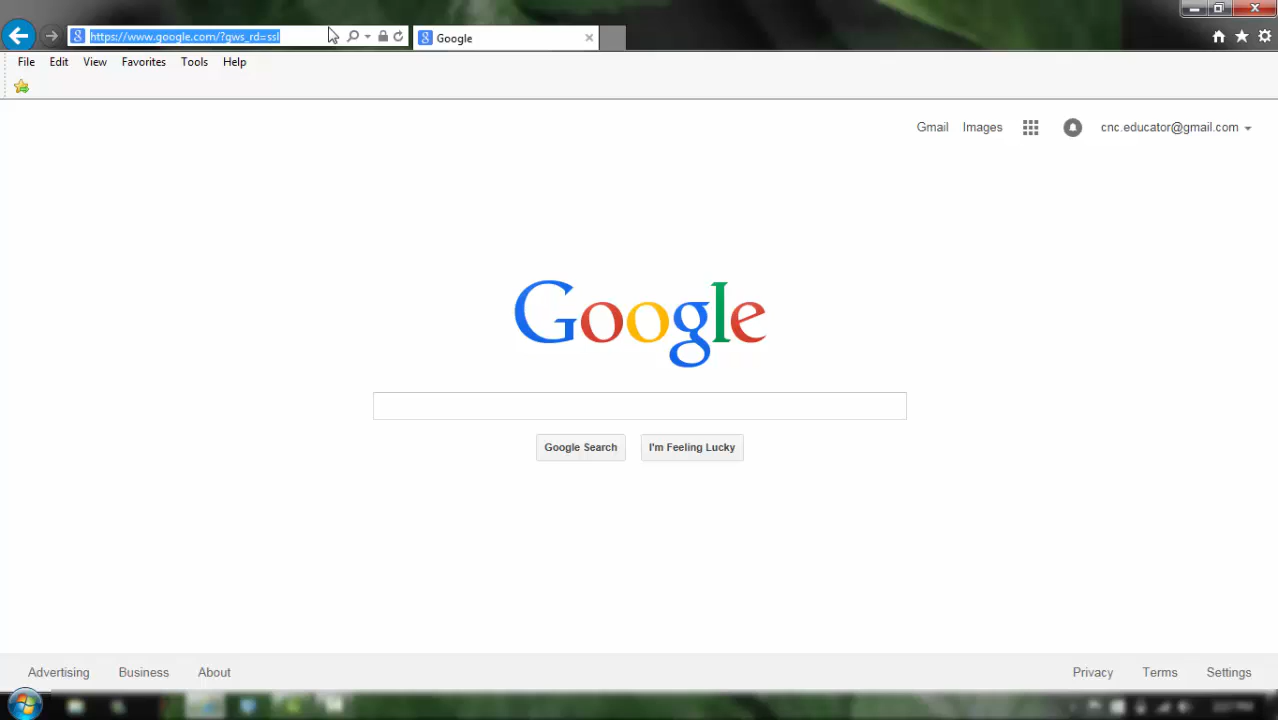 https://www.google.com/?gws_rd=ssl
Google
File Edit View Favorites Tools Help
Gmail Images cnc.educator@gmail.com
Google
Google Search I'm Feeling Lucky
Advertising Business About Privacy Terms Settings